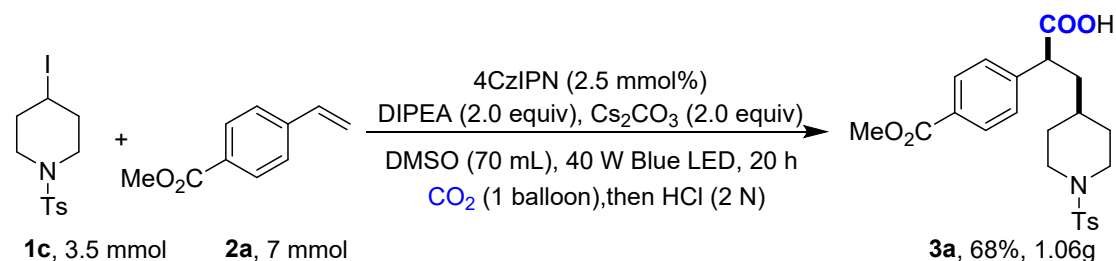 COOH
I
4CzIPN (2.5 mmol%)
DIPEA (2.0 equiv), Cs₂CO₃ (2.0 equiv)
+
N
Ts
MeO₂C
DMSO (70 mL), 40 W Blue LED, 20 h
CO₂ (1 balloon),then HCl (2 N)
MeO₂C
N
Ts
1c, 3.5 mmol
2a, 7 mmol
3a, 68%, 1.06g